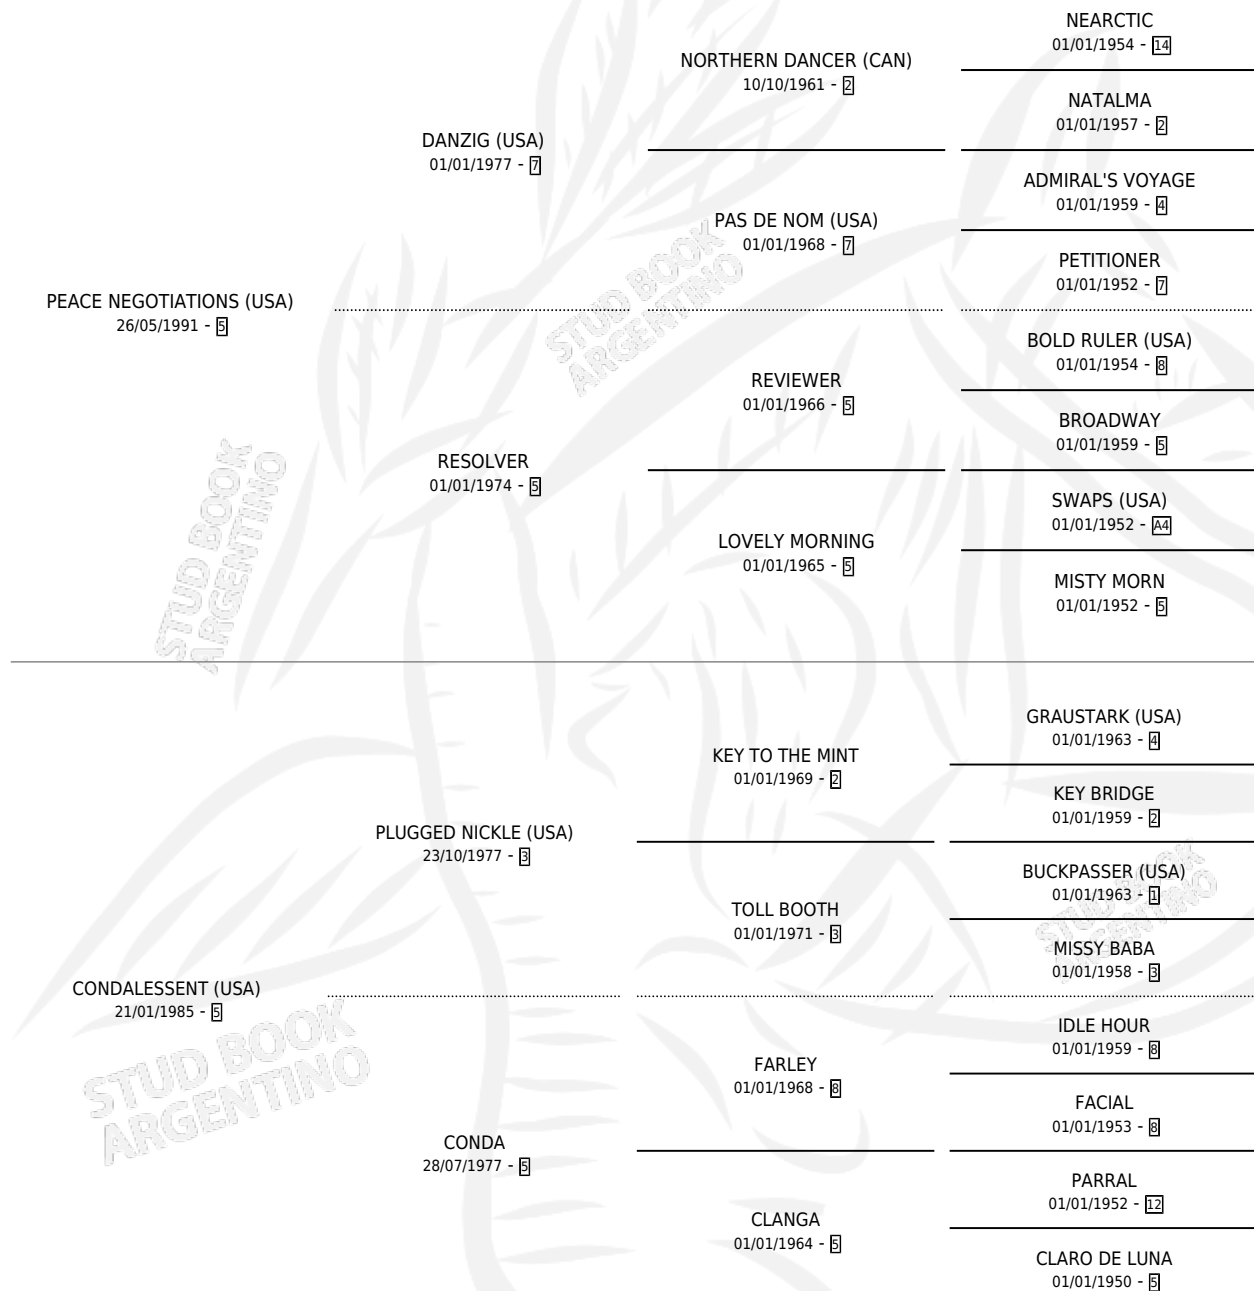 NEARCTIC
01/01/1954 - 14
NORTHERN DANCER (CAN)
10/10/1961 - 2
NATALMA
01/01/1957 - 2
DANZIG (USA)
01/01/1977 - 7
ADMIRAL'S VOYAGE
01/01/1959 - 4
PAS DE NOM (USA)
01/01/1968 - 7
PETITIONER
01/01/1952 - 7
PEACE NEGOTIATIONS (USA)
26/05/1991 - 5
STUD BOOK
ARGENTINO
BOLD RULER (USA)
01/01/1954 - 8
REVIEWER
01/01/1966 - 5
BROADWAY
01/01/1959 - 5
RESOLVER
01/01/1974 - 5
SWAPS (USA)
01/01/1952 - A4
LOVELY MORNING
01/01/1965 - 5
MISTY MORN
01/01/1952 - 5
STUD BOOK
ARGENTINO
GRAUSTARK (USA)
01/01/1963 - 4
KEY TO THE MINT
01/01/1969 - 2
KEY BRIDGE
01/01/1959 - 2
PLUGGED NICKLE (USA)
23/10/1977 - 3
BUCKPASSER (USA)
01/01/1963 - 1
TOLL BOOTH
01/01/1971 - 3
MISSY BABA
01/01/1958 - 3
STUD BOOK
ARGENTINO
CONDALESSENT (USA)
21/01/1985 - 5
IDLE HOUR
01/01/1959 - 8
FARLEY
01/01/1968 - 8
FACIAL
01/01/1953 - 8
STUD BOOK
ARGENTINO
CONDA
28/07/1977 - 5
PARRAL
01/01/1952 - 12
CLANGA
01/01/1964 - 5
CLARO DE LUNA
01/01/1950 - 5